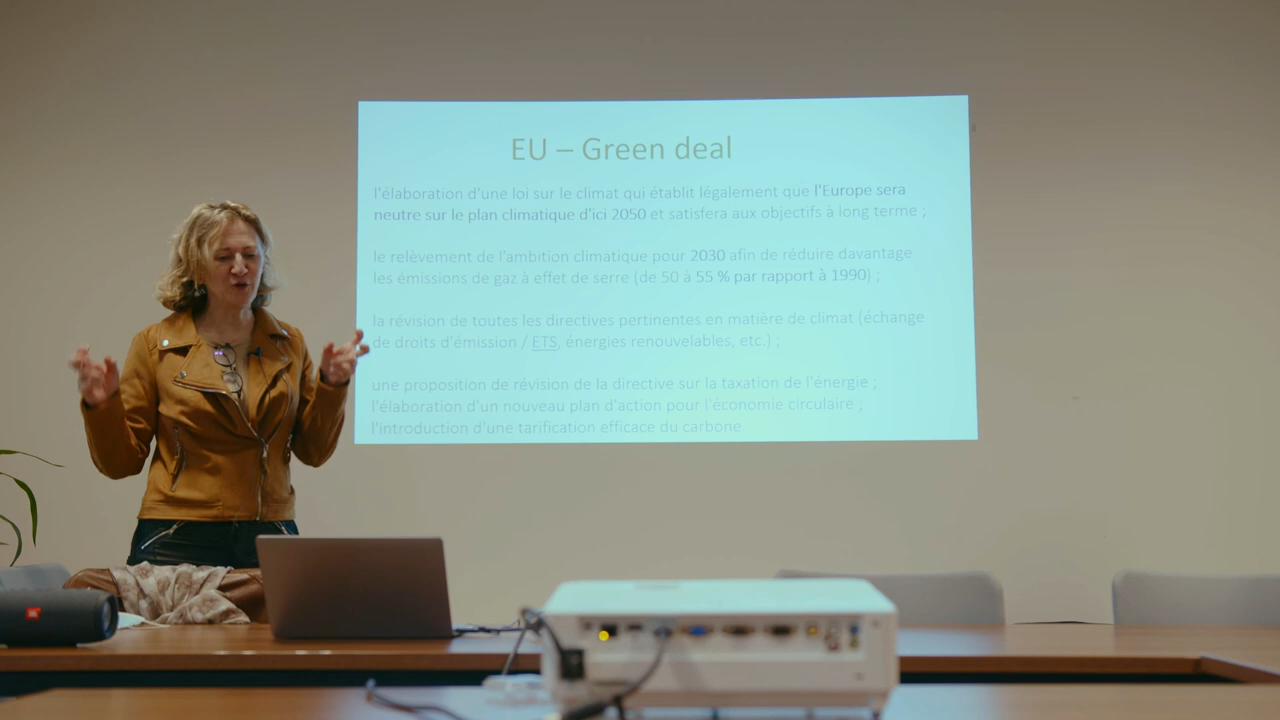 EU – Green deal
l'élaboration d'une loi sur le climat qui établit légalement que l'Europe sera
neutre sur le plan climatique d'ici 2050 et satisfera aux objectifs à long terme ;
le relèvement de l'ambition climatique pour 2030 afin de réduire davantage
les émissions de gaz à effet de serre (de 50 à 55 % par rapport à 1990) ;
la révision de toutes les directives pertinentes en matière de climat (échange
de droits d'émission / ETS, énergies renouvelables, etc.) ;
une proposition de révision de la directive sur la taxation de l'énergie ;
l'élaboration d'un nouveau plan d'action pour l'économie circulaire ;
l'introduction d'une tarification efficace du carbone.
JBL